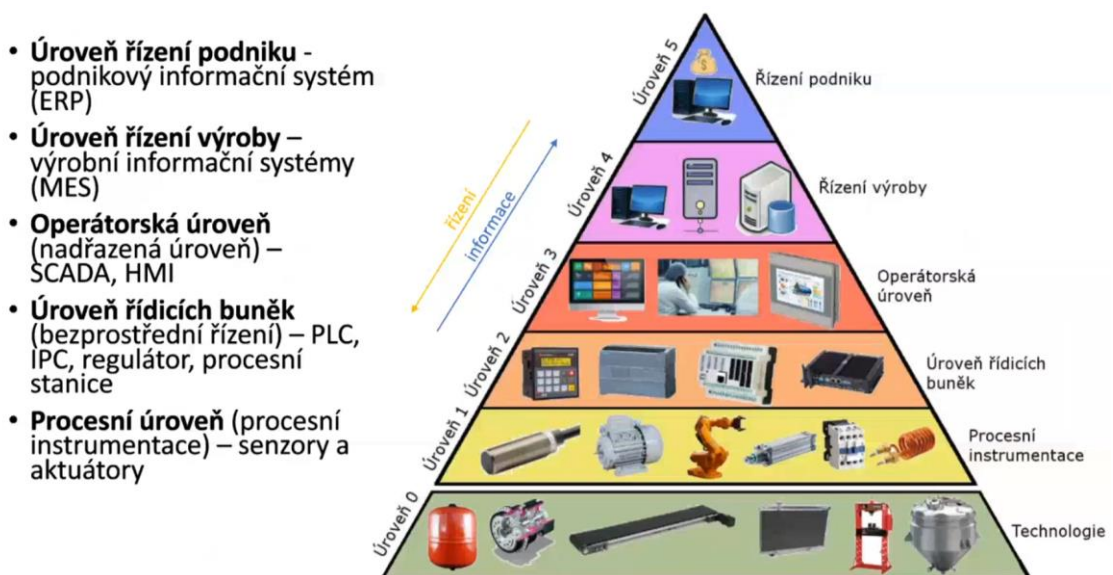 • Úroveň řízení podniku -
podnikový informační systém
(ERP)
• Úroveň řízení výroby –
výrobní informační systémy
(MES)
• Operátorská úroveň
(nadřazená úroveň) –
SCADA, HMI
• Úroveň řídicích buněk
(bezprostřední řízení) – PLC,
IPC, regulátor, procesní
stanice
• Procesní úroveň (procesní
instrumentace) – senzory a
aktuátory
řízení
informace
Úroveň 5
Řízení podniku
Úroveň 4
Řízení výroby
Úroveň 3
Operátorská
úroveň
Úroveň 2
Úroveň řídicích
buněk
Úroveň 1
Procesní
instrumentace
Úroveň 0
Technologie